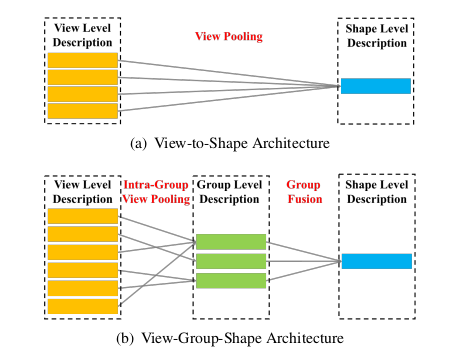 View Level
Description
View Pooling
Shape Level
Description
(a) View-to-Shape Architecture
View Level
Description
Intra-Group
View Pooling
Group Level
Description
Group
Fusion
Shape Level
Description
(b) View-Group-Shape Architecture